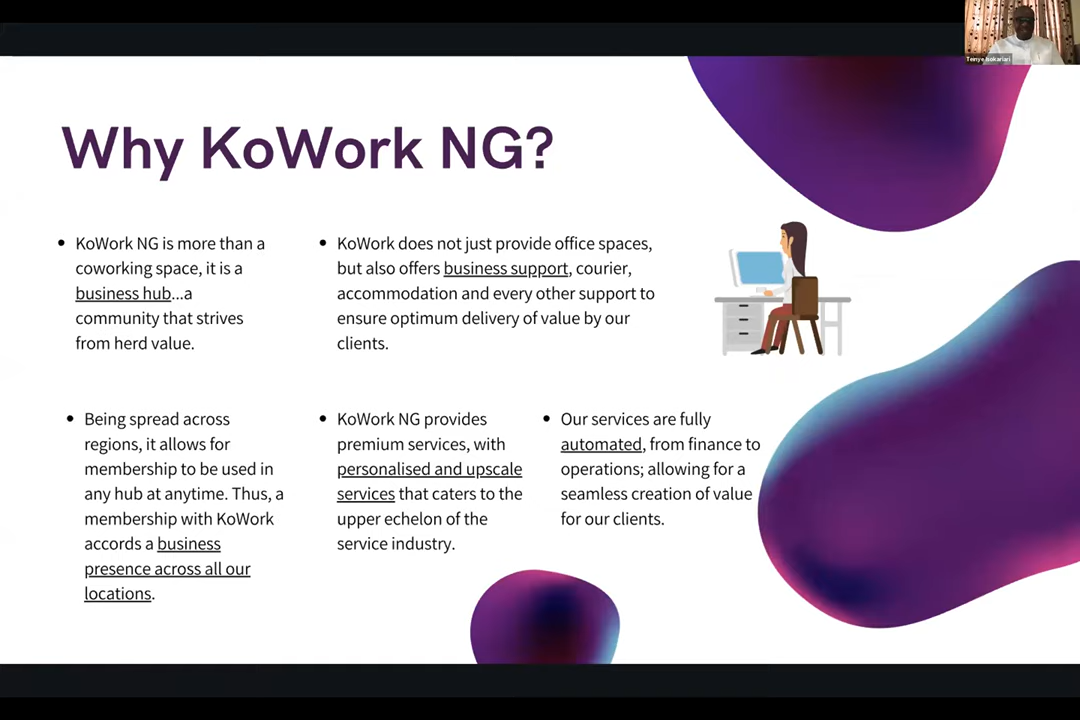 Teinye Isokariari
Why KoWork NG?
• KoWork NG is more than a
coworking space, it is a
business hub...a
community that strives
from herd value.
• KoWork does not just provide office spaces,
but also offers business support, courier,
accommodation and every other support to
ensure optimum delivery of value by our
clients.
• Being spread across
regions, it allows for
membership to be used in
any hub at anytime. Thus, a
membership with KoWork
accords a business
presence across all our
locations.
• KoWork NG provides
premium services, with
personalised and upscale
services that caters to the
upper echelon of the
service industry.
• Our services are fully
automated, from finance to
operations; allowing for a
seamless creation of value
for our clients.